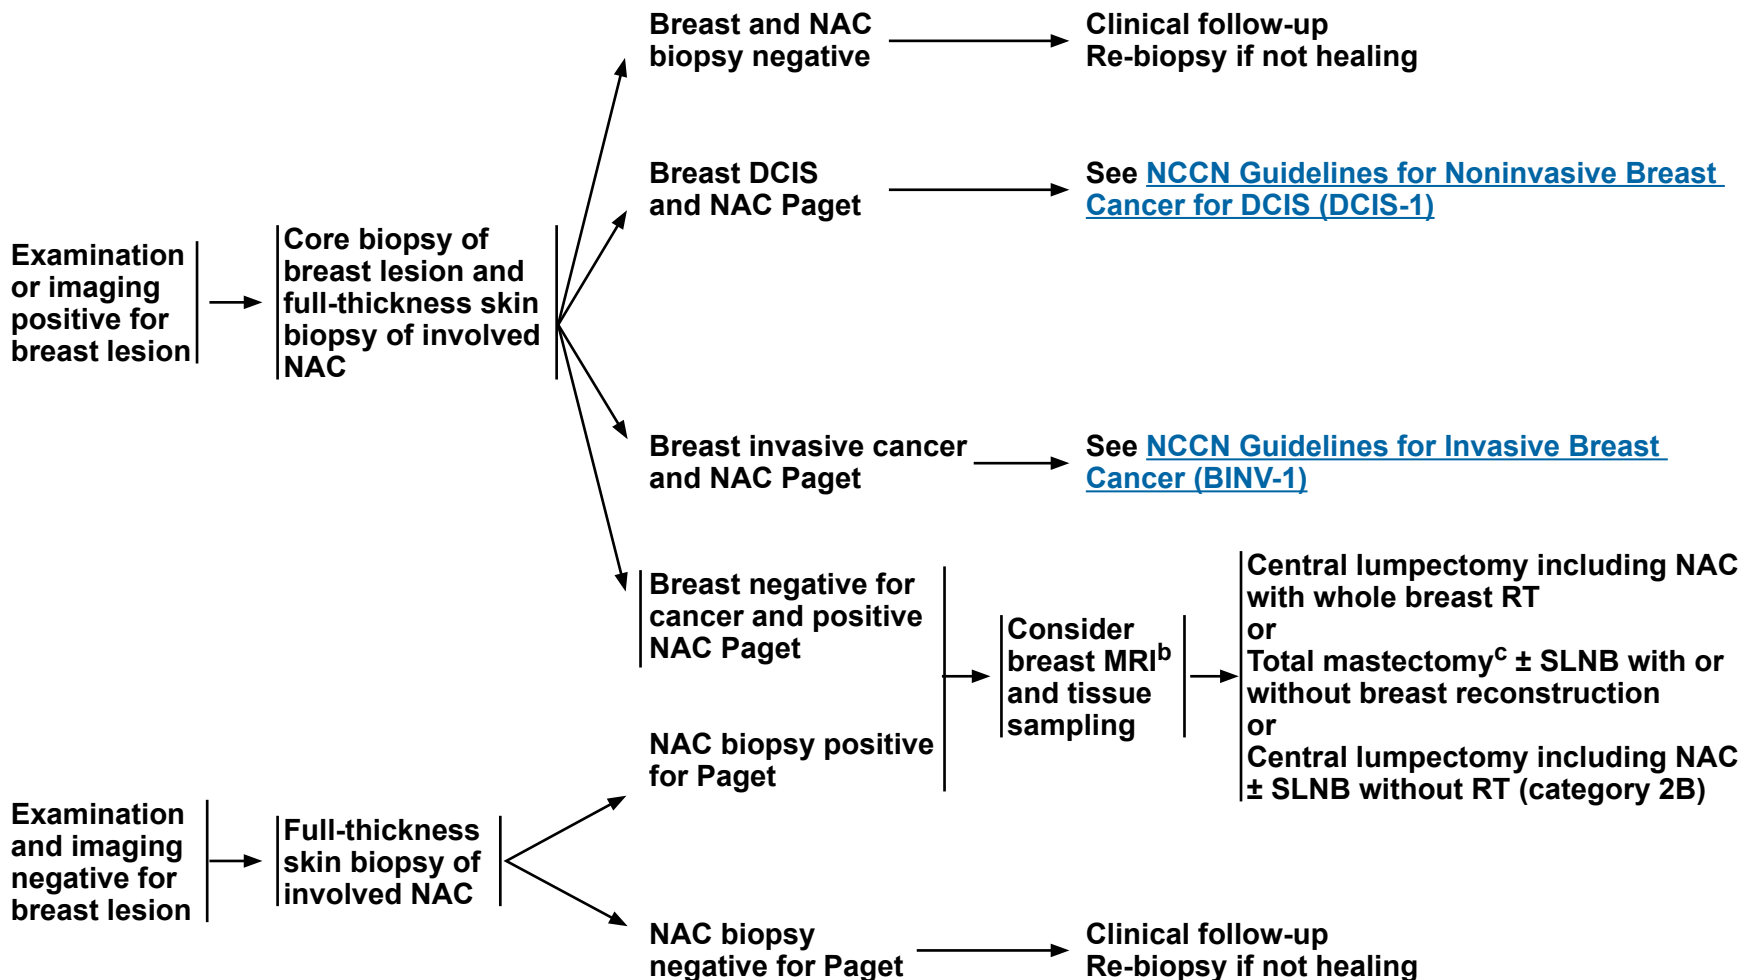 Examination
or imaging
positive for
breast lesion
Core biopsy of
breast lesion and
full-thickness skin
biopsy of involved
NAC
Breast and NAC
biopsy negative
Clinical follow-up
Re-biopsy if not healing
Breast DCIS
and NAC Paget
See NCCN Guidelines for Noninvasive Breast
Cancer for DCIS (DCIS-1)
Breast invasive cancer
and NAC Paget
See NCCN Guidelines for Invasive Breast
Cancer (BINV-1)
Breast negative for
cancer and positive
NAC Paget
Examination
and imaging
negative for
breast lesion
Full-thickness
skin biopsy of
involved NAC
NAC biopsy positive
for Paget
Consider
breast MRIb
and tissue
sampling
Central lumpectomy including NAC
with whole breast RT
or
Total mastectomyc ± SLNB with or
without breast reconstruction
or
Central lumpectomy including NAC
± SLNB without RT (category 2B)
NAC biopsy
negative for Paget
Clinical follow-up
Re-biopsy if not healing